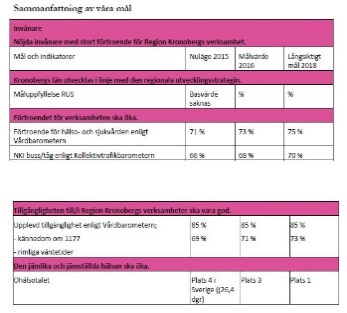 Sammanfattning av våra mål
Invånare
Nöjda invånare med stort förtroende för Region Kronobergs verksamhet.
Mål och indikatorer Nuläge 2015 Målvärde 2016 Långsiktigt mål 2018
Kronobergs län utvecklas i linje med den regionala utvecklingsstrategin.
Måluppfyllelse RUS Basvärde saknas % %
Förtroendet för verksamheten ska öka.
Förtroende för hälso- och sjukvården enligt Vårdbarometern 71 % 73 % 75 %
NKI buss/tåg enligt Kollektivtrafikbarometern 66 % 68 % 70 %
Tillgängligheten till/i Region Kronobergs verksamheter ska vara god.
Upplevd tillgänglighet enligt Vårdbarometern; 85 % 85 % 85 %
- kännedom om 1177 69 % 71 % 73 %
- rimliga väntetider
Den jämlika och jämställda hälsan ska öka.
Ohälsotalet Plats 4 i Sverige ((26,4 dgr) Plats 3 Plats 1